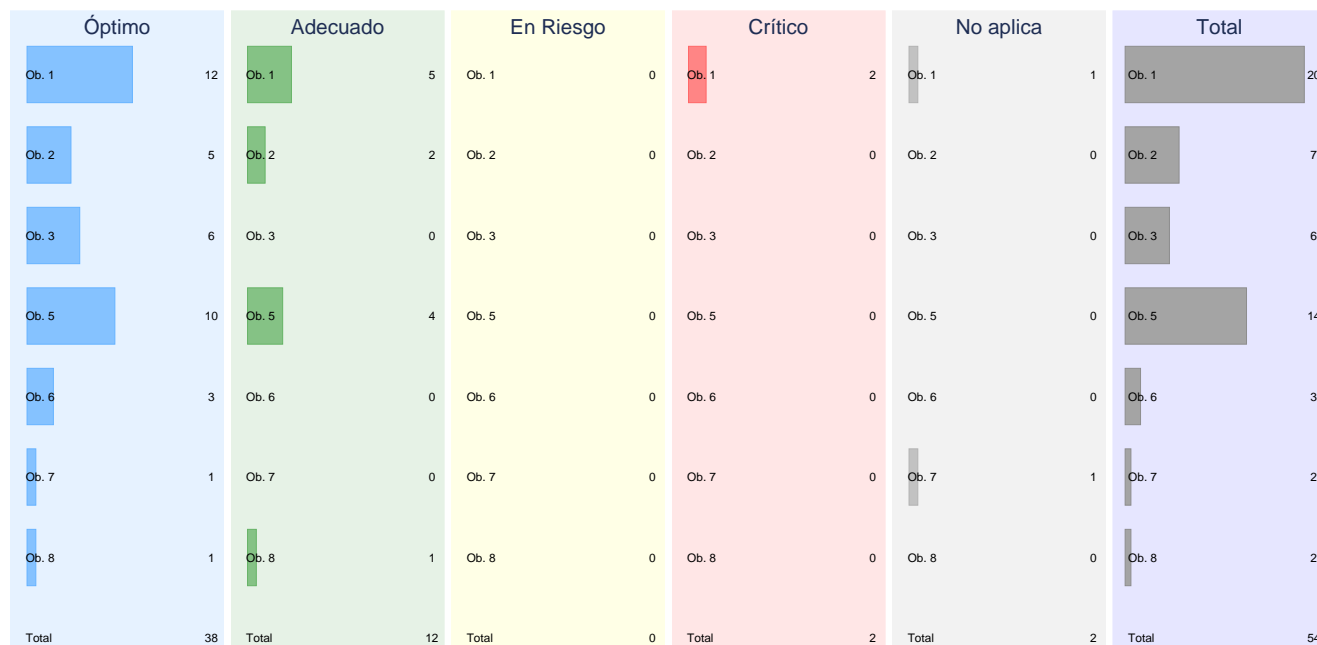 Óptimo Adecuado En Riesgo Crítico No aplica Total
Ob. 1 12 Ob. 1 5 Ob. 1 0 Ob. 1 2 Ob. 1 1 Ob. 1 20
Ob. 2 5 Ob. 2 2 Ob. 2 0 Ob. 2 0 Ob. 2 0 Ob. 2 7
Ob. 3 6 Ob. 3 0 Ob. 3 0 Ob. 3 0 Ob. 3 0 Ob. 3 6
Ob. 5 10 Ob. 5 4 Ob. 5 0 Ob. 5 0 Ob. 5 0 Ob. 5 14
Ob. 6 3 Ob. 6 0 Ob. 6 0 Ob. 6 0 Ob. 6 0 Ob. 6 3
Ob. 7 1 Ob. 7 0 Ob. 7 0 Ob. 7 0 Ob. 7 1 Ob. 7 2
Ob. 8 1 Ob. 8 1 Ob. 8 0 Ob. 8 0 Ob. 8 0 Ob. 8 2
Total 38 Total 12 Total 0 Total 2 Total 2 Total 54